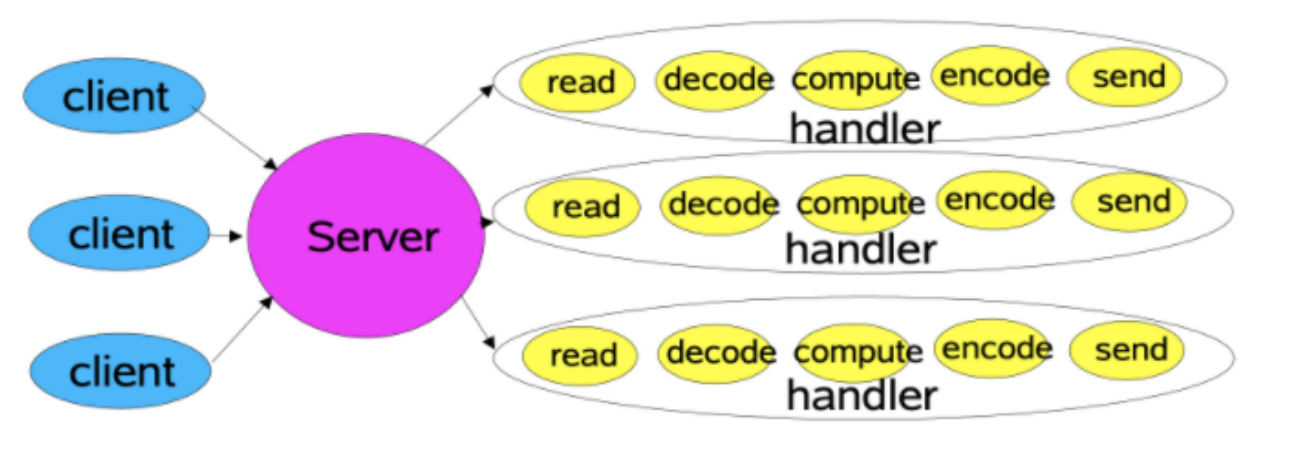 client
client
client
Server
read decode compute encode send
handler
read decode compute encode send
handler
read decode compute encode send
handler